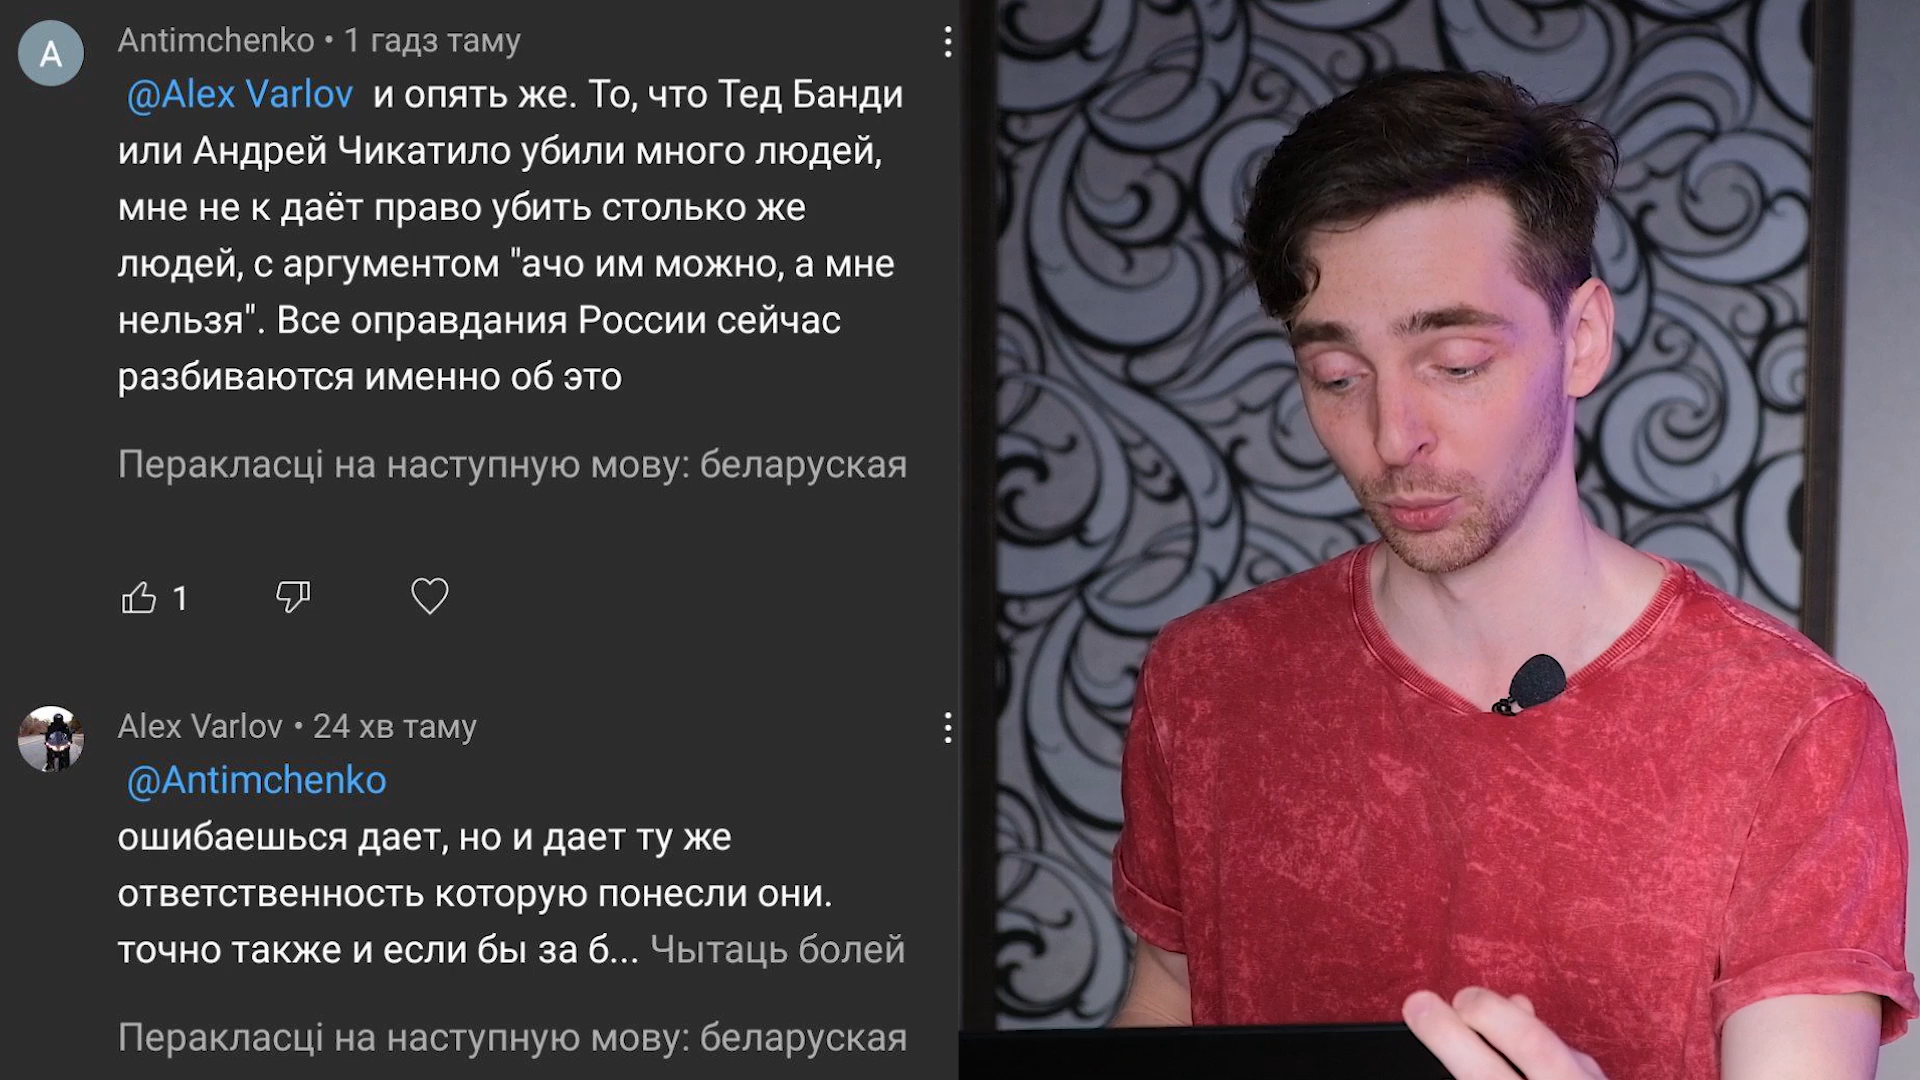 A
Antimchenko • 1 гадз таму
@Alex Varlov и опять же. То, что Тед Банди
или Андрей Чикатило убили много людей,
мне не к даёт право убить столько же
людей, с аргументом "ачо им можно, а мне
нельзя". Все оправдания России сейчас
разбиваются именно об это
Перакласці на наступную мову: беларуская
1
Alex Varlov • 24 хв таму
@Antimchenko
ошибаешься дает, но и дает ту же
ответственность которую понесли они.
точно также и если бы за б... Чытаць болей
Перакласці на наступную мову: беларуская